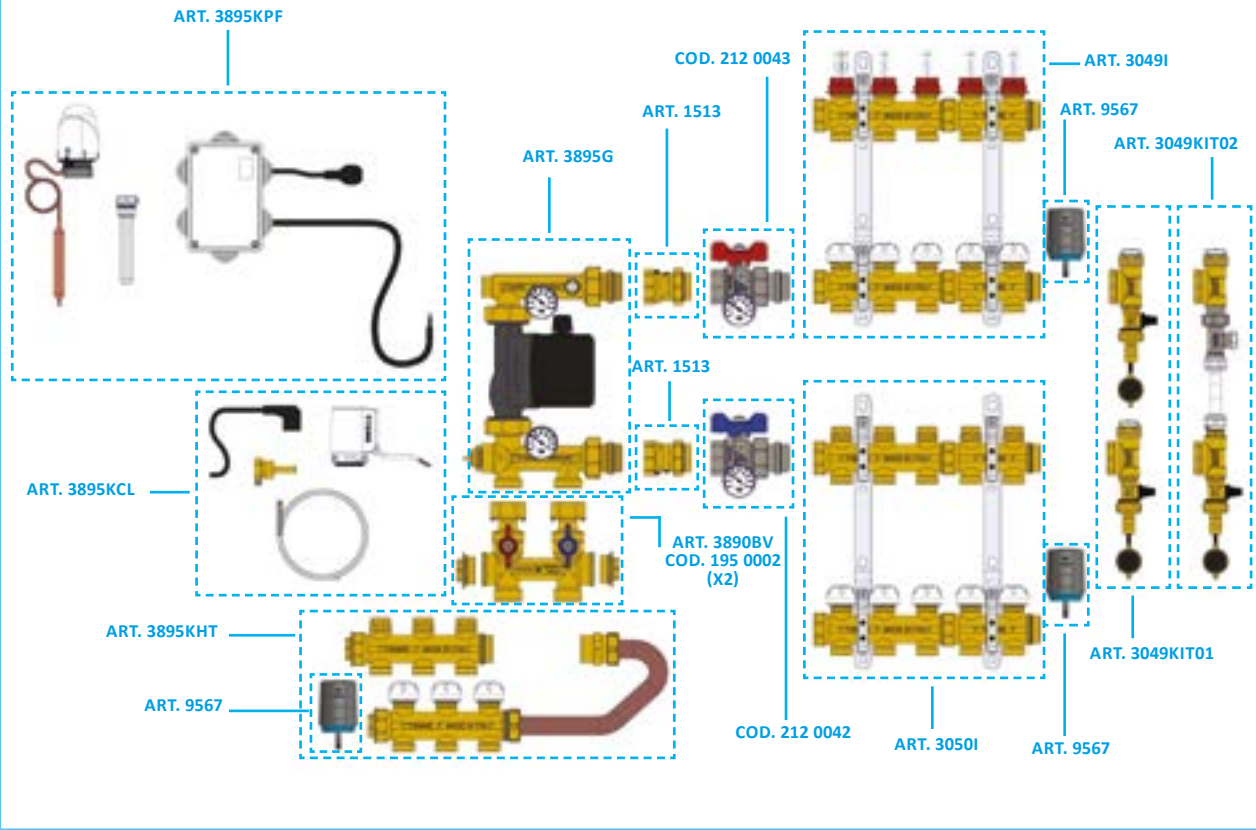 ART. 3895KPF
COD. 212 0043
ART. 3049I
ART. 1513
ART. 9567
ART. 3049KIT02
ART. 3895G
ART. 1513
ART. 3895KCL
ART. 3890BV
COD. 195 0002
(X2)
ART. 3895KHT
ART. 3049KIT01
ART. 9567
COD. 212 0042
ART. 3050I
ART. 9567